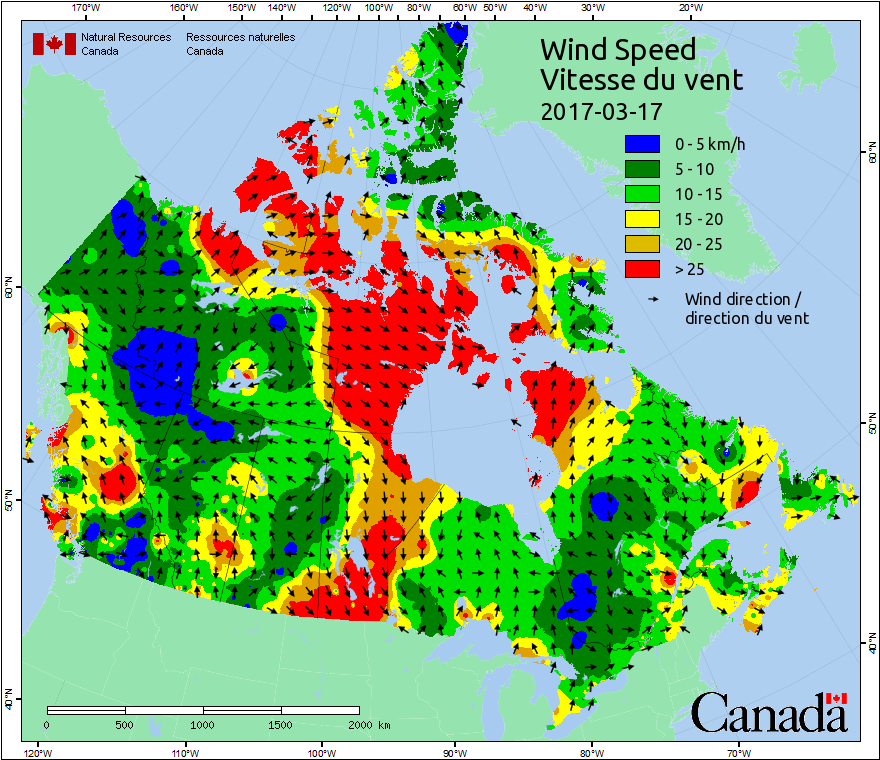 170°W 160°W 150°W 140°W 130°W 120°W 110°W 100°W 90°W 80°W 70°W 60°W 50°W 40°W 30°W 20°W
Natural Resources Ressources naturelles
Canada Canada
Wind Speed
Vitesse du vent
2017-03-17
0 - 5 km/h
5 - 10
10 - 15
15 - 20
20 - 25
> 25
Wind direction /
direction du vent
60°N
60°N
50°N
50°N
40°N
40°N
0 500 1000 1500 2000 km
Canada
120°W 110°W 100°W 90°W 80°W 70°W